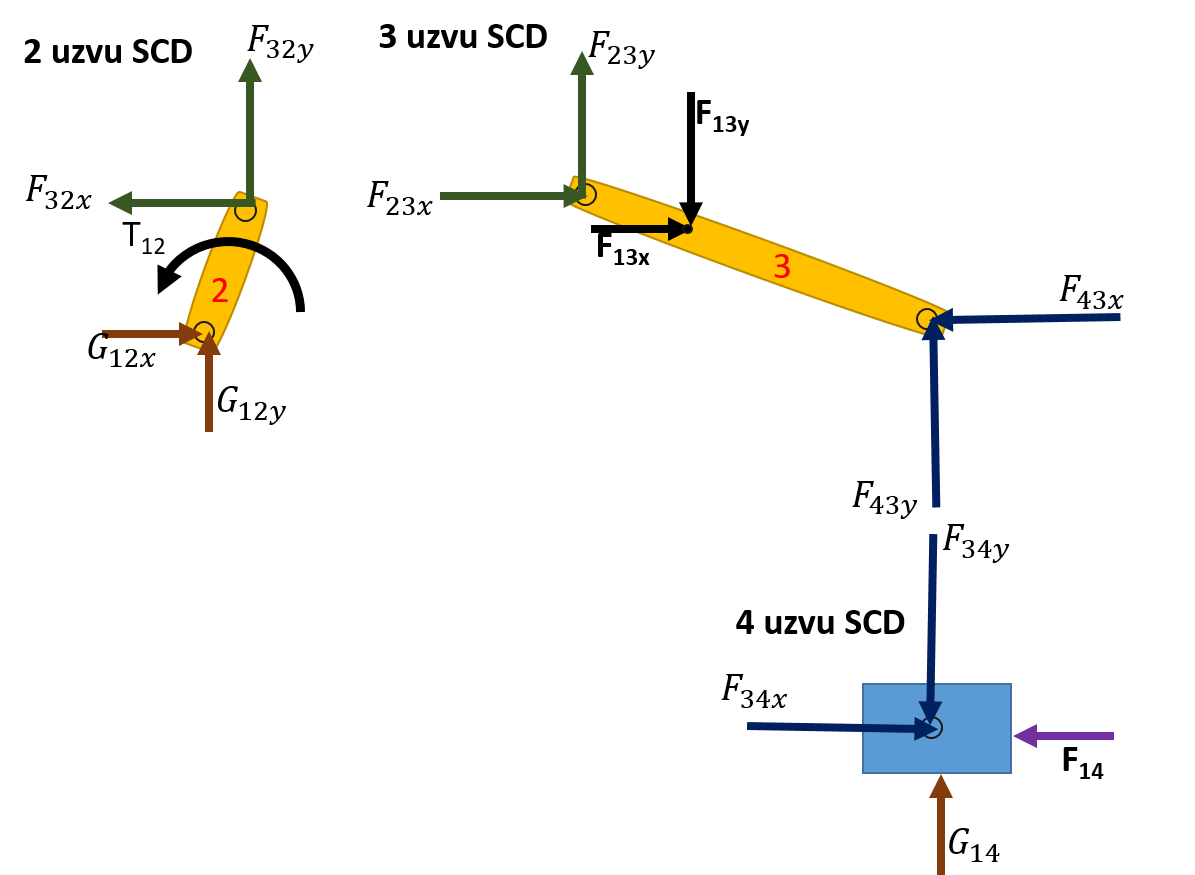 2 uzvu SCD
F32y
F32x
T12
2
G12x
G12y
3 uzvu SCD
F23y
F13y
F23x
F13x
3
F43x
F43y
F34y
4 uzvu SCD
F34x
F14
G14